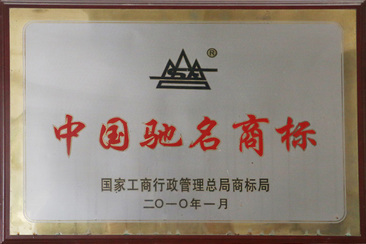 ®
中国驰名商标
国家工商行政管理总局商标局
二〇一〇年一月